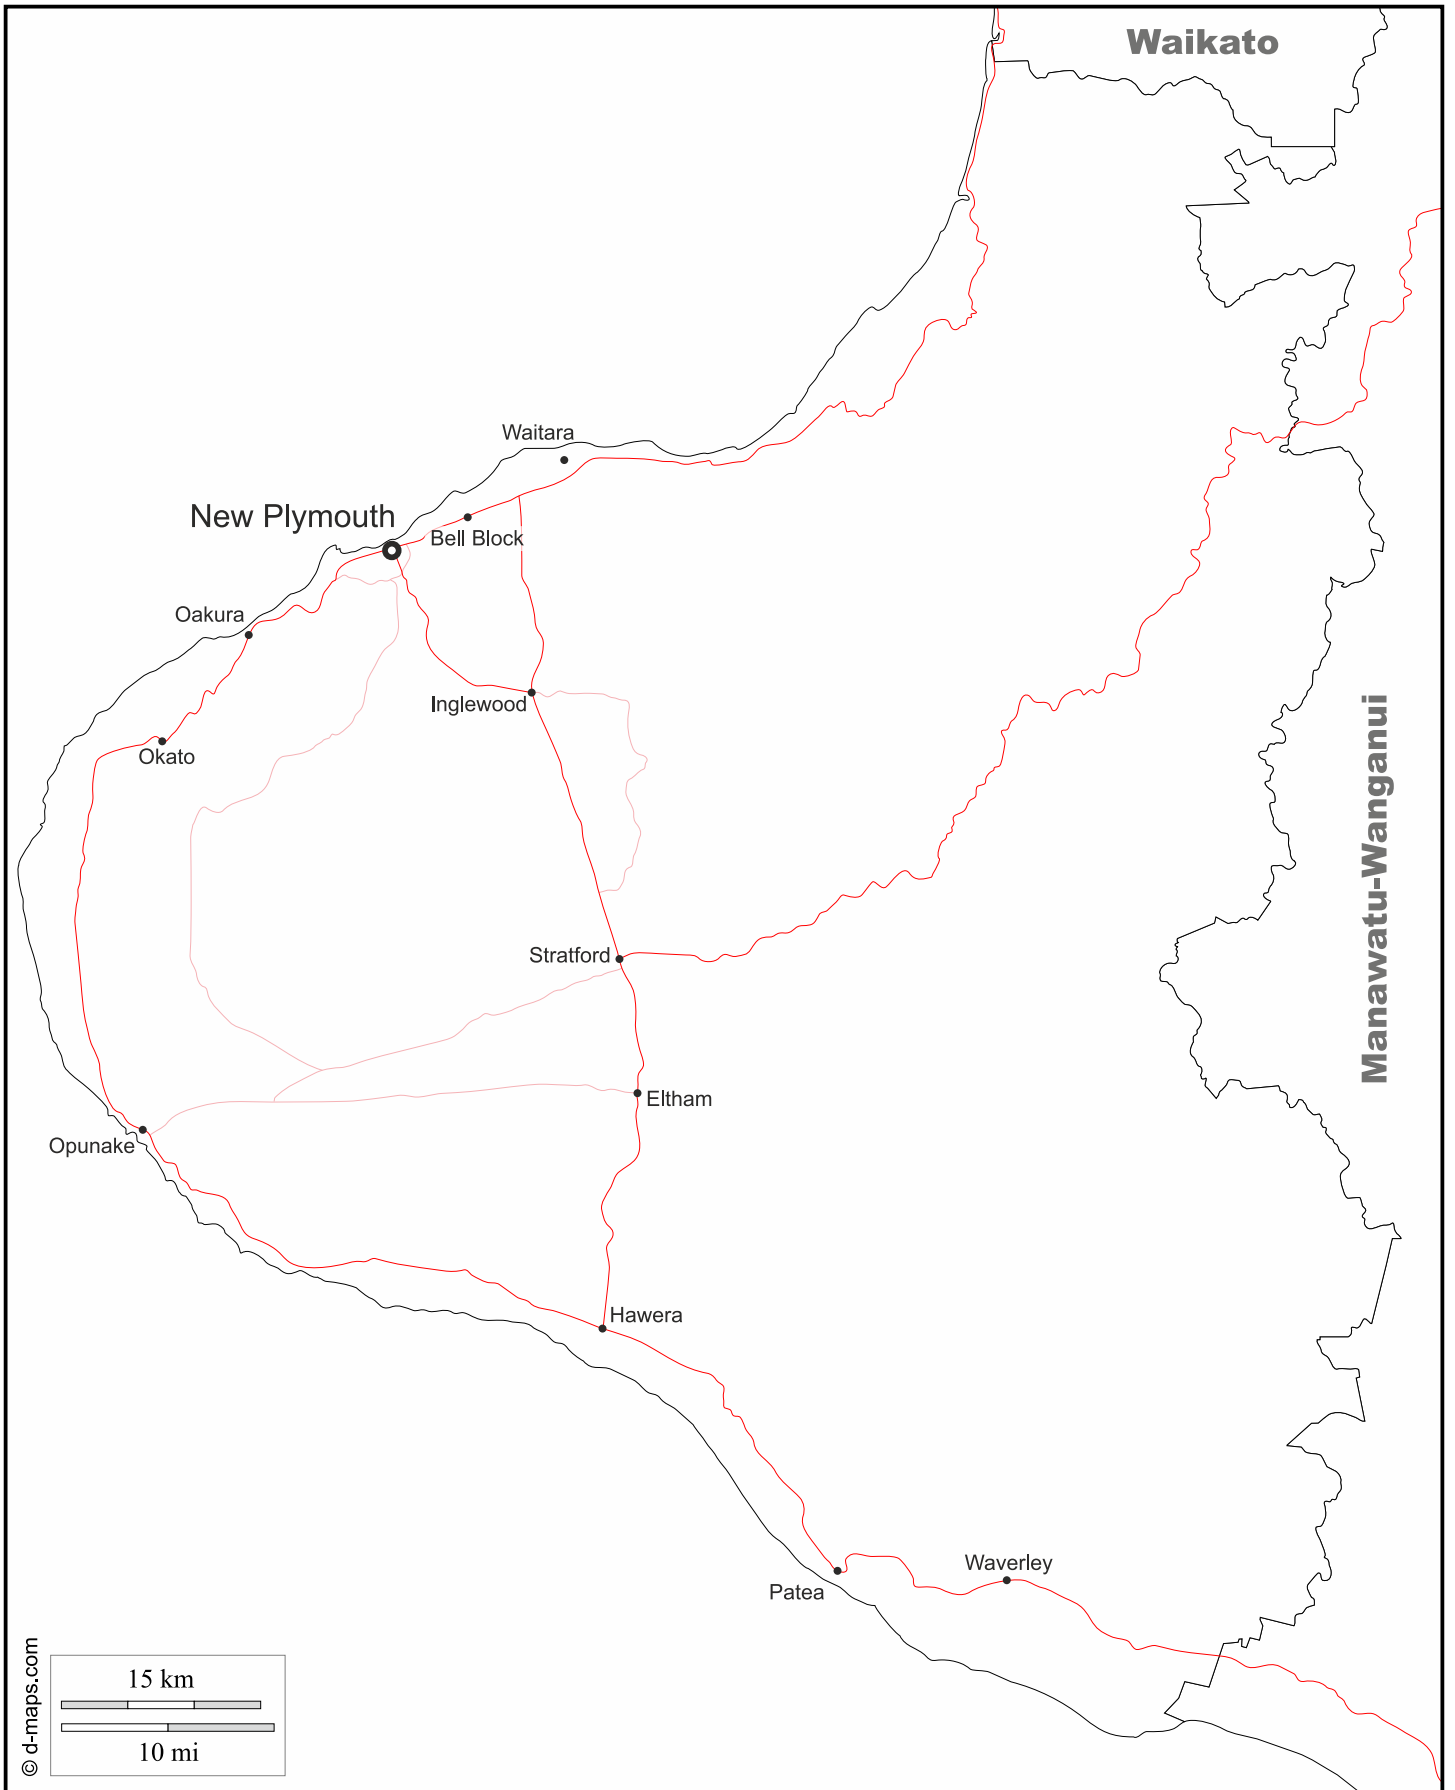 Waikato
Waitara
New Plymouth
Bell Block
Oakura
Inglewood
Okato
Manawatu-Wanganui
Stratford
Eltham
Opunake
Hawera
Waverley
Patea
15 km
10 mi
© d-maps.com